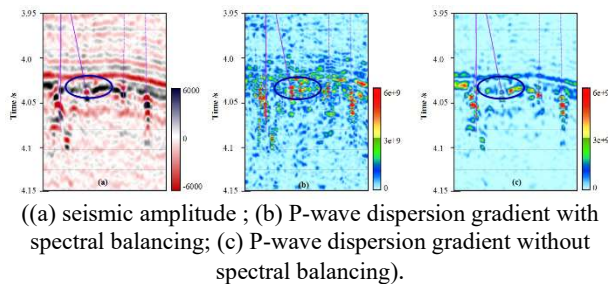 3.95
4.0
4.05
4.1
4.15
Time/s
6000
0
-6000
(a)
3.95
4.0
4.05
4.1
4.15
Time/s
6e+9
3e+9
0
(b)
3.95
4.0
4.05
4.1
4.15
Time/s
6e+9
3e+9
0
(c)
((a) seismic amplitude ; (b) P-wave dispersion gradient with
spectral balancing; (c) P-wave dispersion gradient without
spectral balancing).